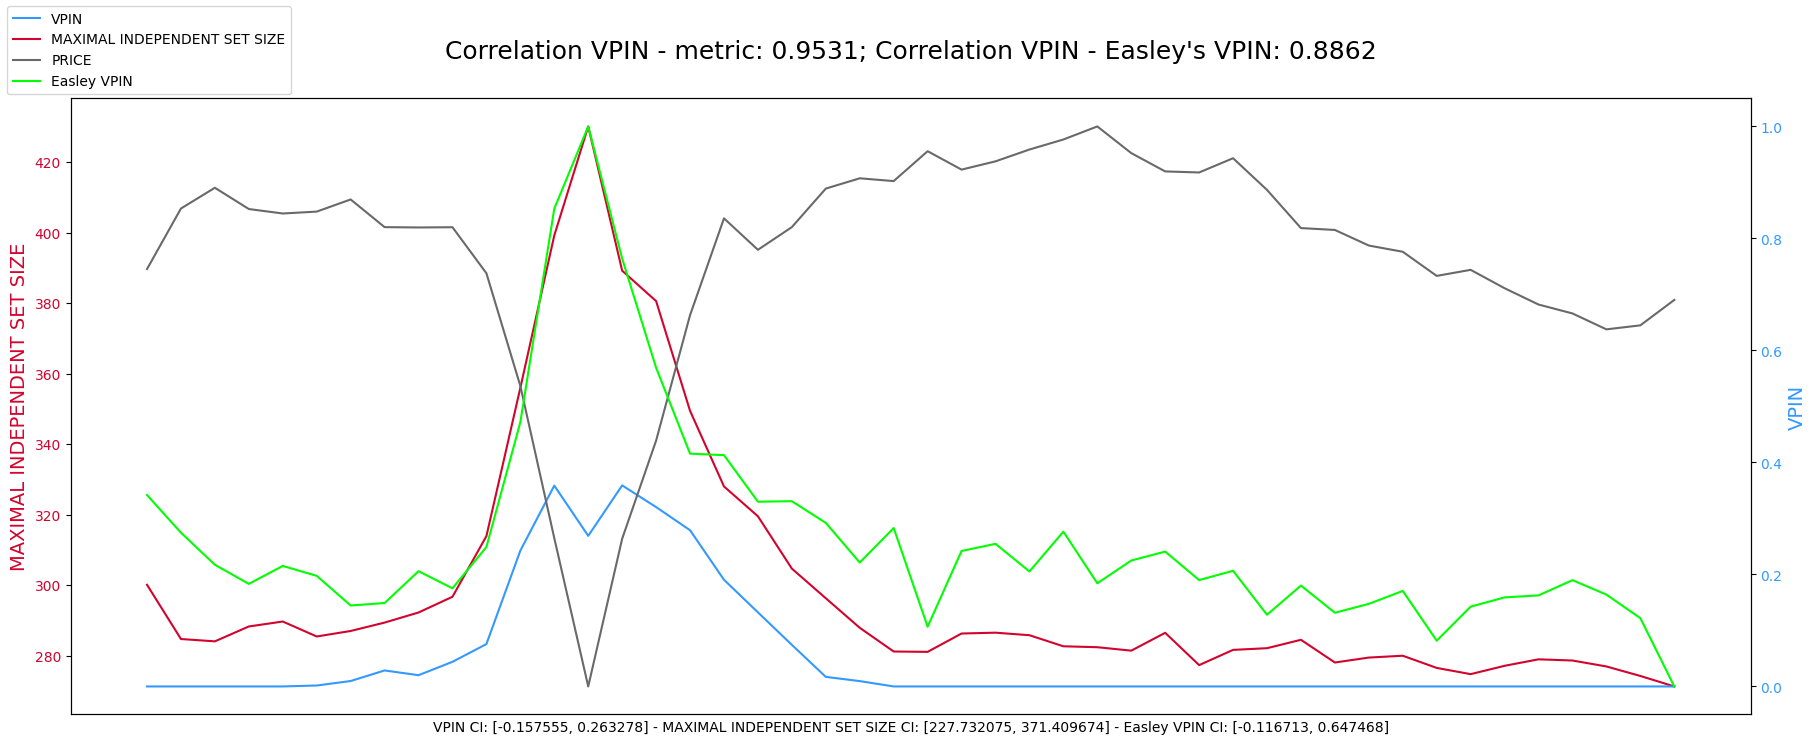 VPIN
MAXIMAL INDEPENDENT SET SIZE
PRICE
Easley VPIN
Correlation VPIN - metric: 0.9531; Correlation VPIN - Easley's VPIN: 0.8862
MAXIMAL INDEPENDENT SET SIZE
420
400
380
360
340
320
300
280
1.0
0.8
0.6
0.4
0.2
0.0
VPIN
VPIN CI: [-0.157555, 0.263278] - MAXIMAL INDEPENDENT SET SIZE CI: [227.732075, 371.409674] - Easley VPIN CI: [-0.116713, 0.647468]